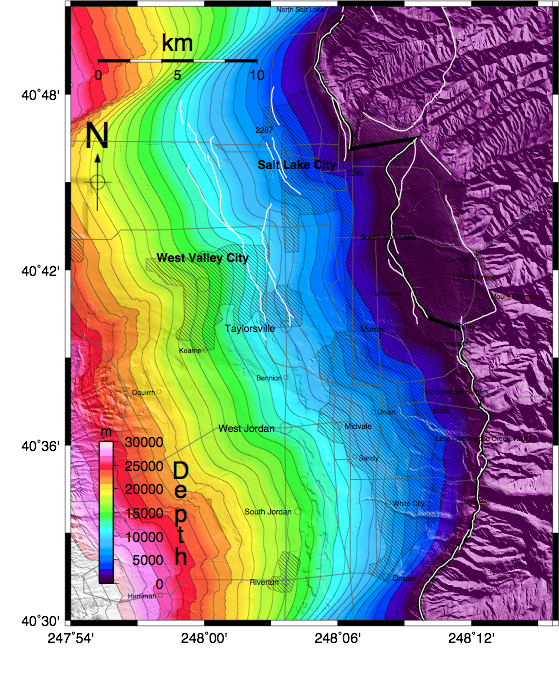 North Salt Lake
km
0 5 10
40°48'
N
2287
Salt Lake City
40°42'
West Valley City
Taylorsville
Murray
Kearns
Bennion
Oquirrh
Union
40°36'
West Jordan
Midvale
m
30000
Sandy
25000
Depth
20000
White City
15000
South Jordan
10000
5000
0
Draper
Riverton
Herriman
40°30'
247°54' 248°00' 248°06' 248°12'